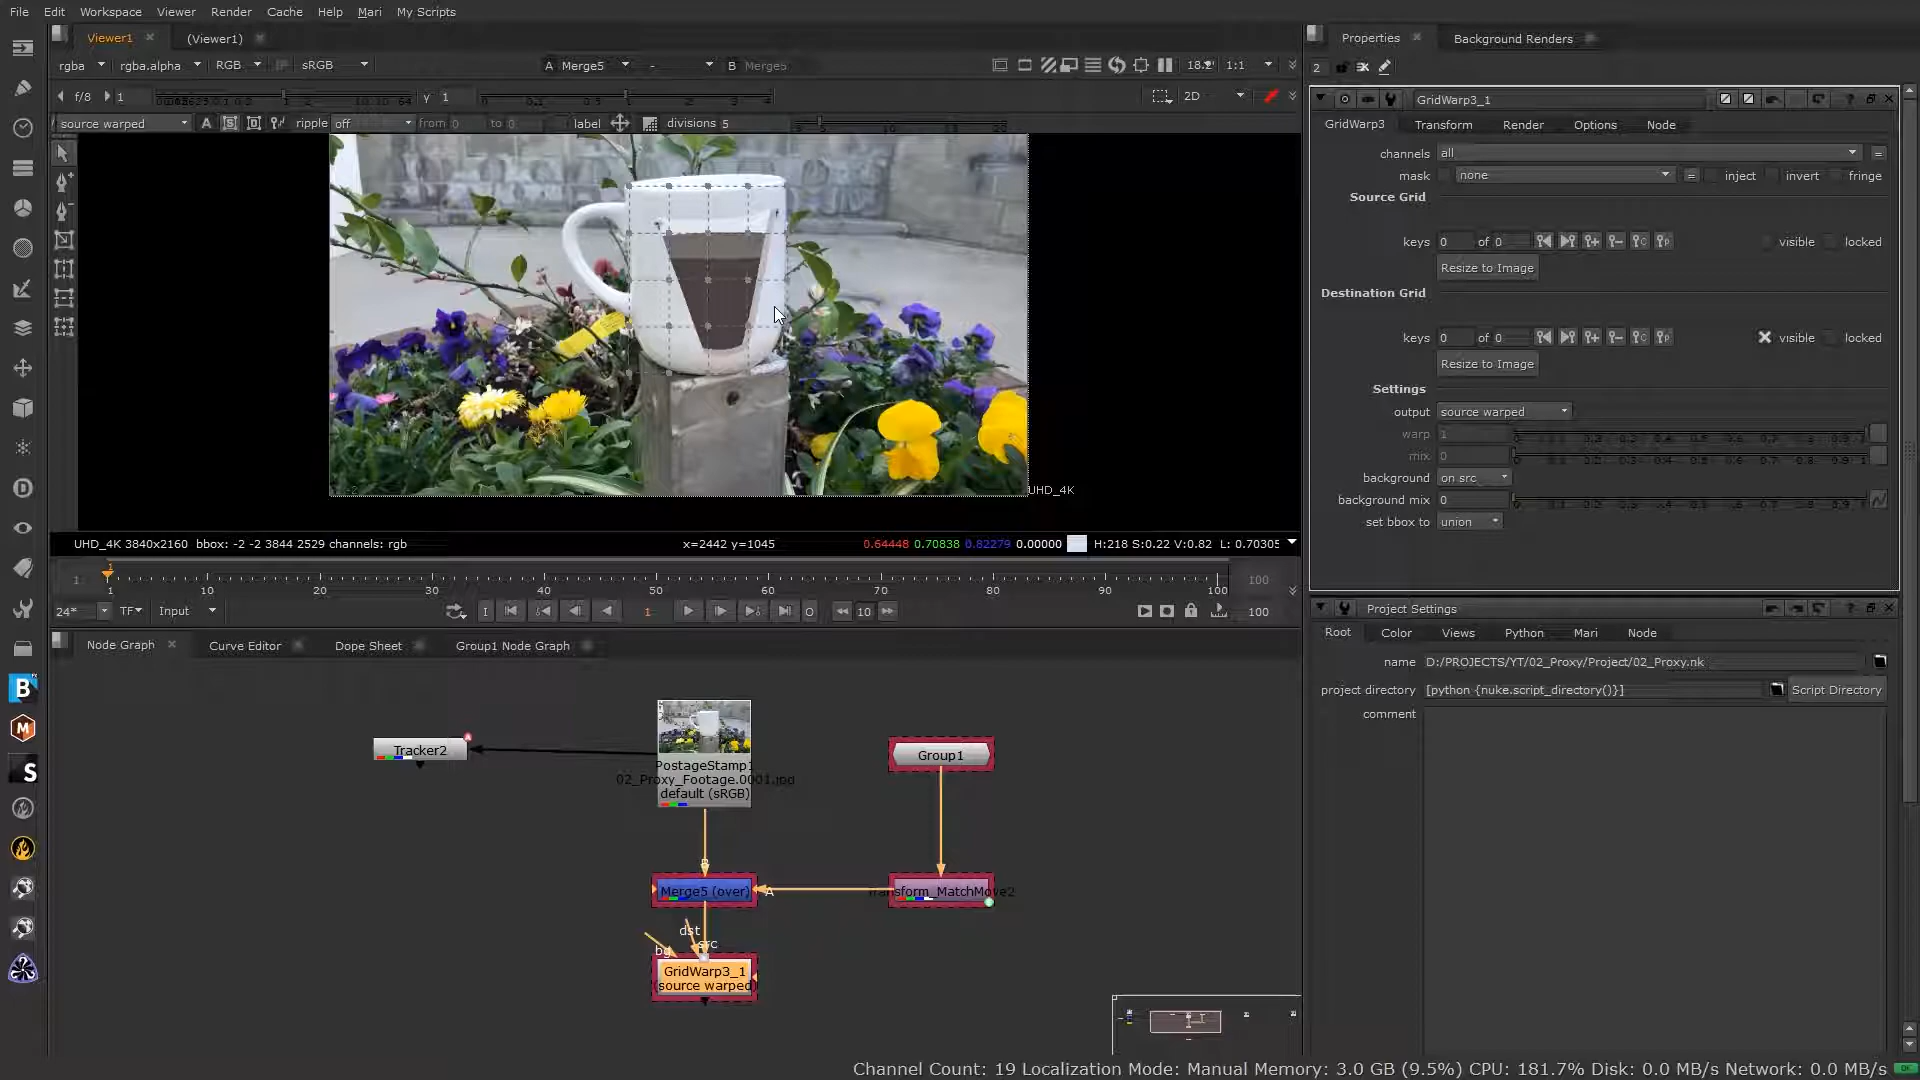 File Edit Workspace Viewer Render Cache Help Mari My Scripts
Viewer1 (Viewer1)
rgba rgba.alpha RGB sRGB A Merge5 - B Merge5 1:1
f/8 1 y 1 2D
source warped A ripple off from 0 to 0 label divisions 5
UHD_4K
UHD_4K 3840x2160 bbox: -2 -2 3844 2529 channels: rgb x=2442 y=1045 0.64448 0.70838 0.82279 0.00000 H:218 S:0.22 V:0.82 L: 0.70305
1 1 10 20 30 40 50 60 70 80 90 100 100
24* TF Input 1 10 100
Node Graph Curve Editor Dope Sheet Group1 Node Graph
Tracker2
PostageStamp1
02_Proxy_Footage.0001.jpg
default (sRGB)
Group1
B
Merge5 (over) A
Transform_MatchMove2
dst
src
bg
GridWarp3_1
(source warped)
Properties Background Renders
2
GridWarp3_1
GridWarp3 Transform Render Options Node
channels all
mask none inject invert fringe
Source Grid
keys 0 of 0 visible locked
Resize to Image
Destination Grid
keys 0 of 0 visible locked
Resize to Image
Settings
output source warped
warp 1
mix 0
background on src
background mix 0
set bbox to union
Project Settings
Root Color Views Python Mari Node
name D:/PROJECTS/YT/02_Proxy/Project/02_Proxy.nk
project directory [python {nuke.script_directory()}] Script Directory
comment
Channel Count: 19 Localization Mode: Manual Memory: 3.0 GB (9.5%) CPU: 181.7% Disk: 0.0 MB/s Network: 0.0 MB/s